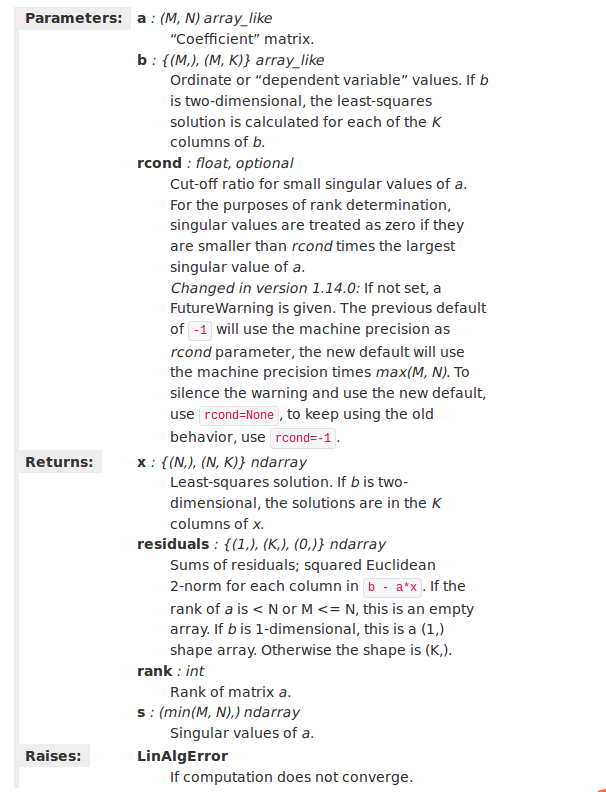 Parameters: a : (M, N) array_like
“Coefficient” matrix.
b : {(M,), (M, K)} array_like
Ordinate or “dependent variable” values. If b
is two-dimensional, the least-squares
solution is calculated for each of the K
columns of b.
rcond : float, optional
Cut-off ratio for small singular values of a.
For the purposes of rank determination,
singular values are treated as zero if they
are smaller than rcond times the largest
singular value of a.
Changed in version 1.14.0: If not set, a
FutureWarning is given. The previous default
of -1 will use the machine precision as
rcond parameter, the new default will use
the machine precision times max(M, N). To
silence the warning and use the new default,
use rcond=None, to keep using the old
behavior, use rcond=-1.
Returns: x : {(N,), (N, K)} ndarray
Least-squares solution. If b is two-
dimensional, the solutions are in the K
columns of x.
residuals : {(1,), (K,), (0,)} ndarray
Sums of residuals; squared Euclidean
2-norm for each column in b - a*x. If the
rank of a is < N or M <= N, this is an empty
array. If b is 1-dimensional, this is a (1,)
shape array. Otherwise the shape is (K,).
rank : int
Rank of matrix a.
s : (min(M, N),) ndarray
Singular values of a.
Raises: LinAlgError
If computation does not converge.